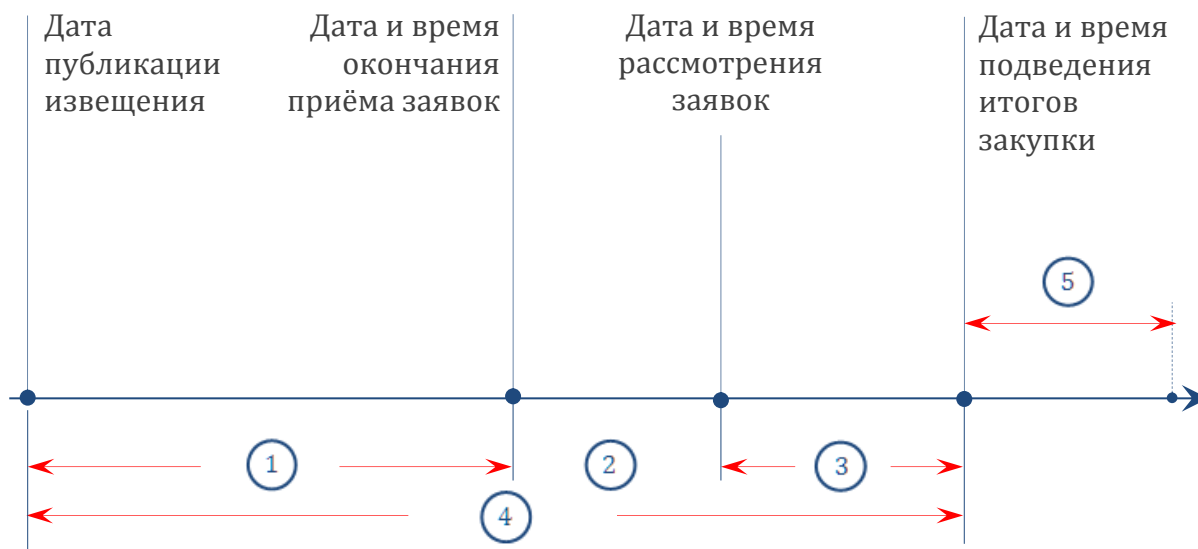 Дата
публикации
извещения
Дата и время
окончания
приёма заявок
Дата и время
рассмотрения
заявок
Дата и время
подведения
итогов
закупки
5
1
2
3
4